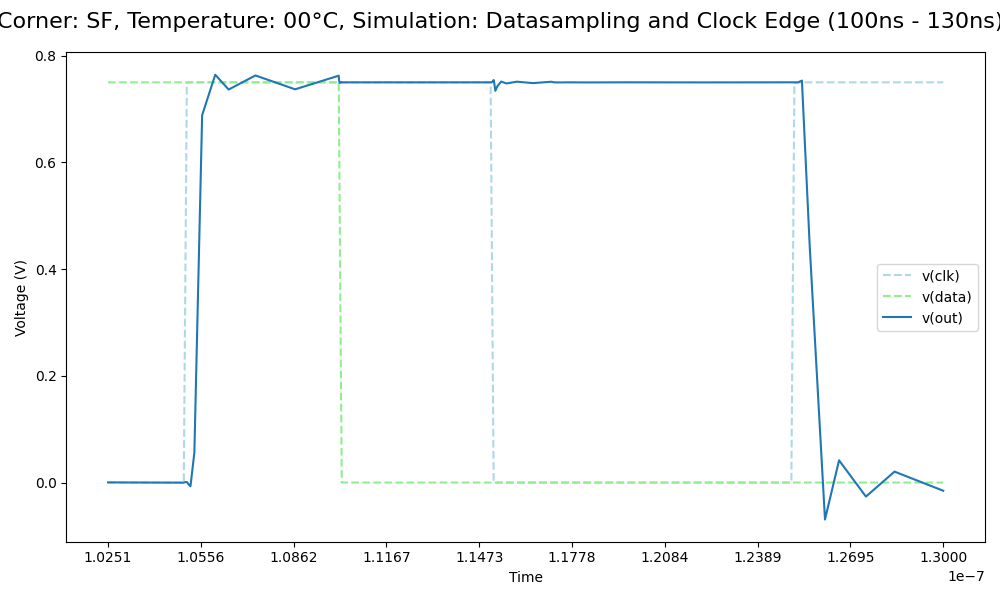 Corner: SF, Temperature: 00°C, Simulation: Datasampling and Clock Edge (100ns - 130ns)
0.8
0.6
0.4
0.2
0.0
Voltage (V)
v(clk)
v(data)
v(out)
1.0251 1.0556 1.0862 1.1167 1.1473 1.1778 1.2084 1.2389 1.2695 1.3000
1e−7
Time